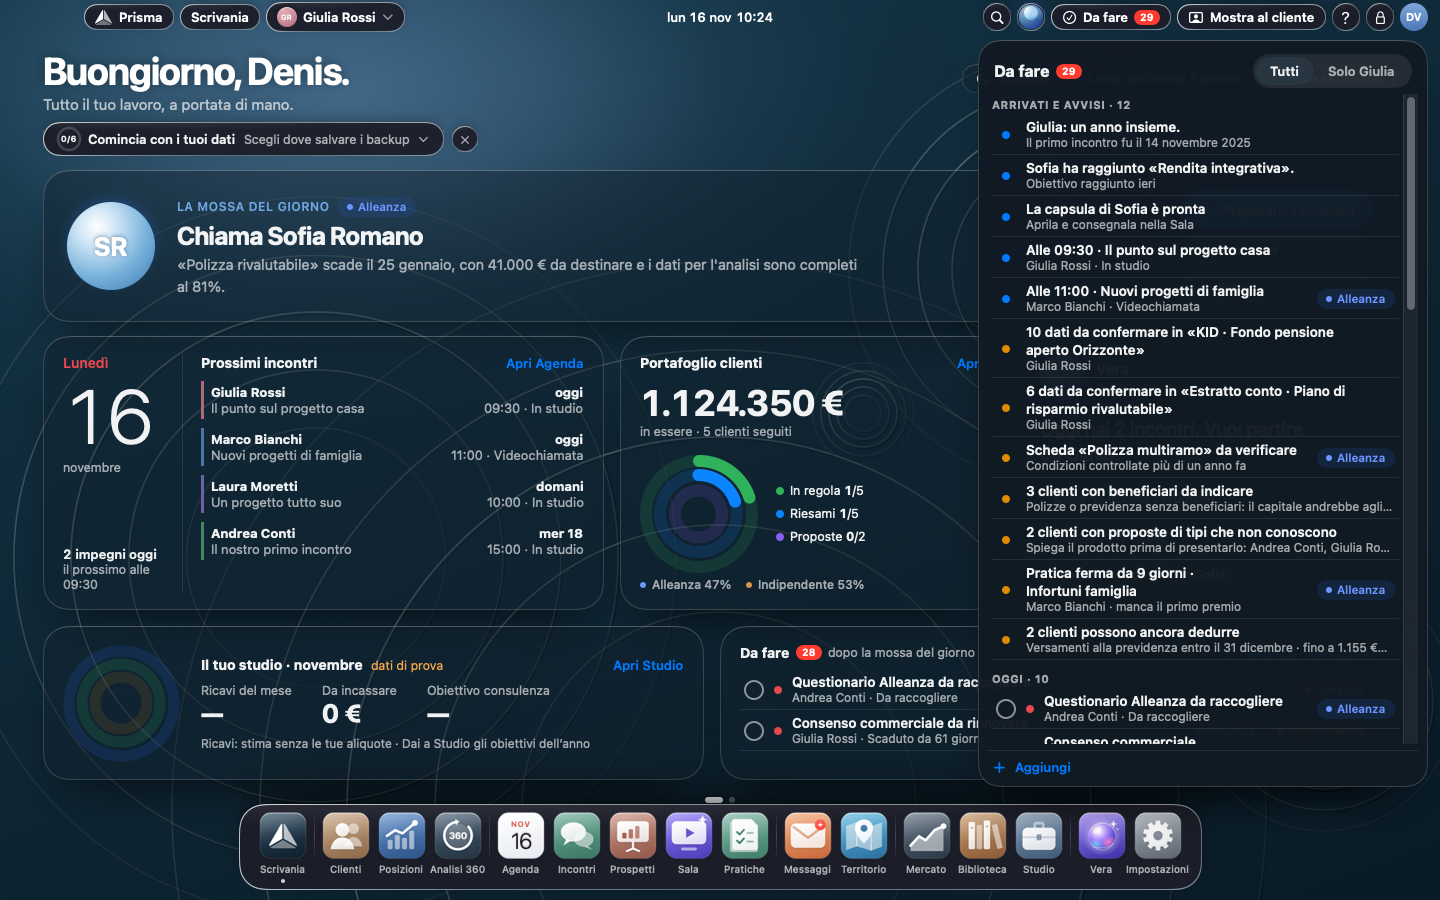 Prisma
Scrivania
GR Giulia Rossi
lun 16 nov 10:24
Da fare 29
Mostra al cliente
?
DV
Buongiorno, Denis.
Tutto il tuo lavoro, a portata di mano.
0/6 Comincia con i tuoi dati Scegli dove salvare i backup
SR
LA MOSSA DEL GIORNO
Alleanza
Chiama Sofia Romano
«Polizza rivalutabile» scade il 25 gennaio, con 41.000 € da destinare e i dati per l'analisi sono completi
al 81%.
Lunedì
16
novembre
2 impegni oggi
il prossimo alle
09:30
Prossimi incontri
Apri Agenda
Giulia Rossi oggi
Il punto sul progetto casa 09:30 · In studio
Marco Bianchi oggi
Nuovi progetti di famiglia 11:00 · Videochiamata
Laura Moretti domani
Un progetto tutto suo 10:00 · In studio
Andrea Conti mer 18
Il nostro primo incontro 15:00 · In studio
Portafoglio clienti
Apr
1.124.350 €
in essere · 5 clienti seguiti
In regola 1/5
Riesami 1/5
Proposte 0/2
Alleanza 47% Indipendente 53%
Il tuo studio · novembre dati di prova
Apri Studio
Ricavi del mese
—
Da incassare
0 €
Obiettivo consulenza
—
Ricavi: stima senza le tue aliquote · Dai a Studio gli obiettivi dell'anno
Da fare 28 dopo la mossa del giorno
Questionario Alleanza da rac
Andrea Conti · Da raccogliere
Consenso commerciale da rin
Giulia Rossi · Scaduto da 61 giorn
Da fare 29
Tutti
Solo Giulia
ARRIVATI E AVVISI · 12
Giulia: un anno insieme.
Il primo incontro fu il 14 novembre 2025
Sofia ha raggiunto «Rendita integrativa».
Obiettivo raggiunto ieri
La capsula di Sofia è pronta
Aprila e consegnala nella Sala
Alle 09:30 · Il punto sul progetto casa
Giulia Rossi · In studio
Alle 11:00 · Nuovi progetti di famiglia
Marco Bianchi · Videochiamata
Alleanza
10 dati da confermare in «KID · Fondo pensione
aperto Orizzonte»
Giulia Rossi
6 dati da confermare in «Estratto conto · Piano di
risparmio rivalutabile»
Giulia Rossi
Scheda «Polizza multiramo» da verificare
Condizioni controllate più di un anno fa
Alleanza
3 clienti con beneficiari da indicare
Polizze o previdenza senza beneficiari: il capitale andrebbe agli...
2 clienti con proposte di tipi che non conoscono
Spiega il prodotto prima di presentarlo: Andrea Conti, Giulia Ro...
Pratica ferma da 9 giorni ·
Infortuni famiglia
Marco Bianchi · manca il primo premio
Alleanza
2 clienti possono ancora dedurre
Versamenti alla previdenza entro il 31 dicembre · fino a 1.155 €...
OGGI · 10
Questionario Alleanza da raccogliere
Andrea Conti · Da raccogliere
Alleanza
Consenso commerciale
+ Aggiungi
Scrivania
Clienti
Posizioni
360
Analisi 360
NOV
16
Agenda
Incontri
Prospetti
Sala
Pratiche
Messaggi
Territorio
Mercato
Biblioteca
Studio
Vera
Impostazioni